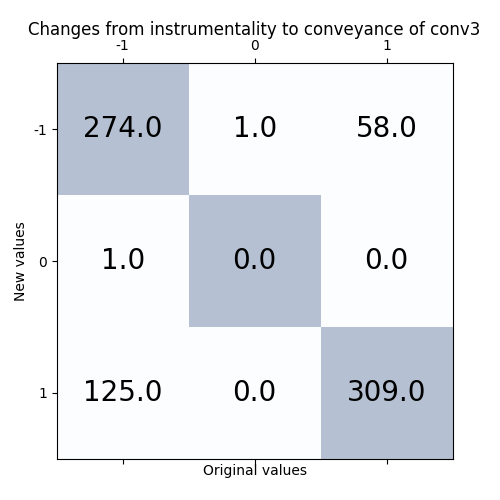 Changes from instrumentality to conveyance of conv3
-1 0 1
-1 274.0 1.0 58.0
0 1.0 0.0 0.0
1 125.0 0.0 309.0
New values
Original values